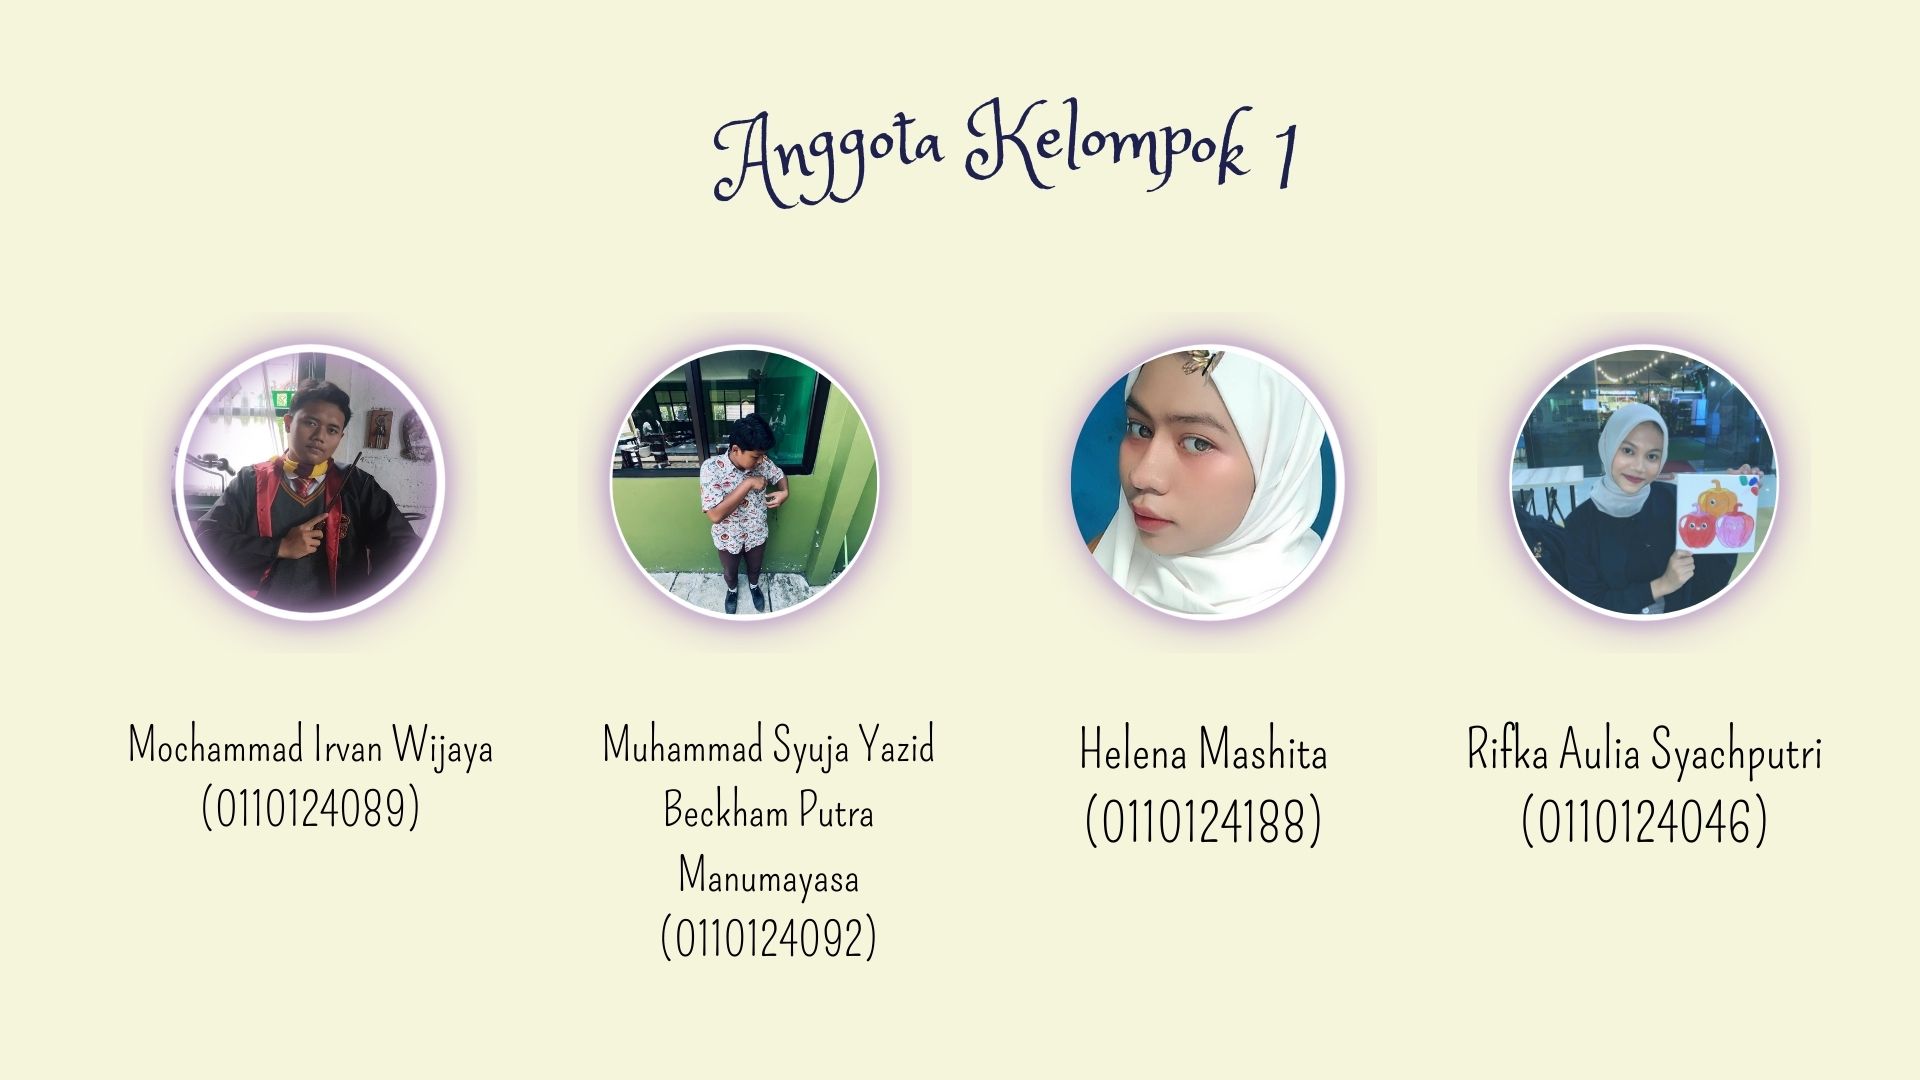 Anggota Kelompok 1
Mochammad Irvan Wijaya
(0110124089)
Muhammad Syuja Yazid
Beckham Putra
Manumayasa
(0110124092)
Helena Mashita
(0110124188)
Rifka Aulia Syachputri
(0110124046)